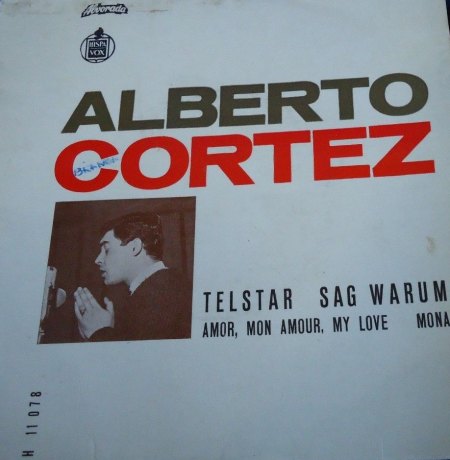 Alvorada
HISPA
VOX
ALBERTO
CORTEZ
TELSTAR SAG WARUM
AMOR, MON AMOUR, MY LOVE MONA
H 11 078